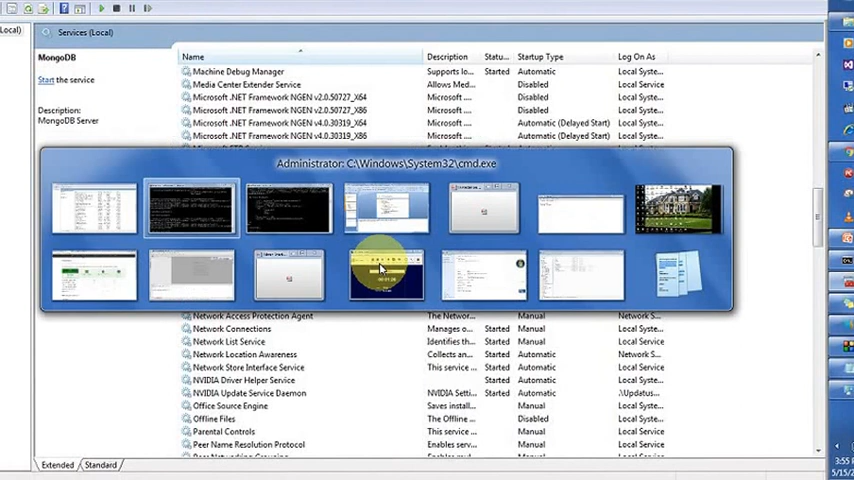 Local)
Services (Local)
MongoDB
Start the service
Description:
MongoDB Server
Name Description Statu... Startup Type Log On As
Machine Debug Manager Supports lo... Started Automatic Local Syste...
Media Center Extender Service Allows Med... Disabled Local Service
Microsoft .NET Framework NGEN v2.0.50727_X64 Microsoft .... Disabled Local Syste...
Microsoft .NET Framework NGEN v2.0.50727_X86 Microsoft .... Disabled Local Syste...
Microsoft .NET Framework NGEN v4.0.30319_X64 Microsoft .... Automatic (Delayed Start) Local Syste...
Microsoft .NET Framework NGEN v4.0.30319_X86 Microsoft .... Automatic (Delayed Start) Local Syste...
Administrator: C:\Windows\System32\cmd.exe
Network Access Protection Agent The Networ... Manual Network S...
Network Connections Manages o... Started Manual Local Syste...
Network List Service Identifies th... Started Manual Local Service
Network Location Awareness Collects an... Started Automatic Network S...
Network Store Interface Service This service ... Started Automatic Local Service
NVIDIA Driver Helper Service Started Automatic Local Syste...
NVIDIA Update Service Daemon NVIDIA Setti... Started Automatic .\Updatus...
Office Source Engine Saves install... Manual Local Syste...
Offline Files The Offline ... Disabled Local Syste...
Parental Controls This service ... Manual Local Service
Peer Name Resolution Protocol Enables serv... Manual Local Service
Extended Standard
3:55
5/15/2